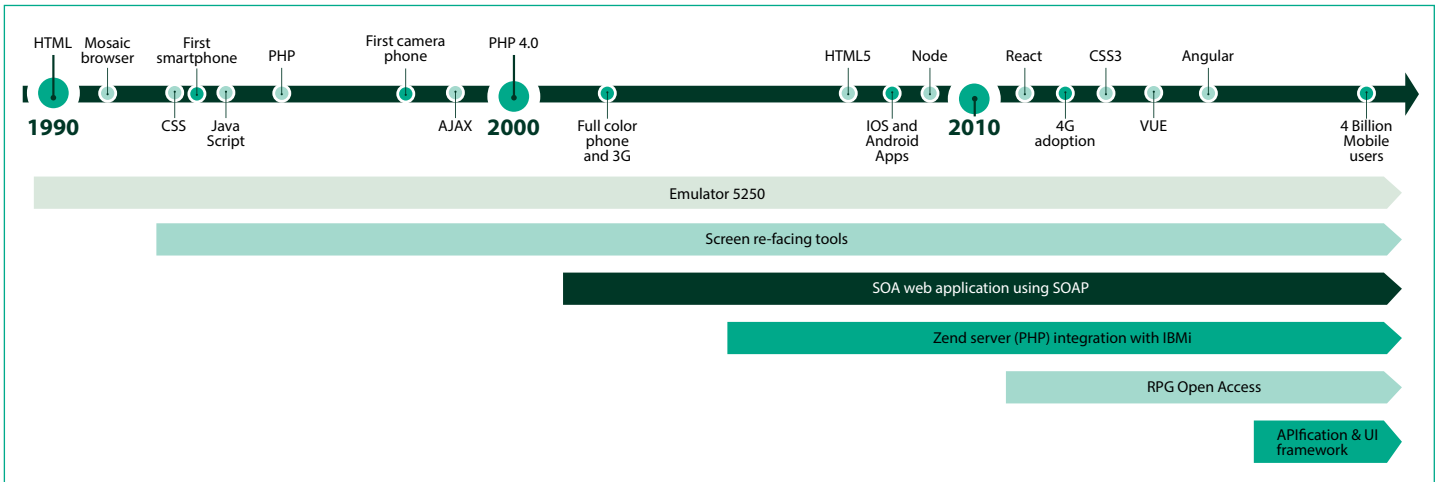 HTML
Mosaic
browser
First
smartphone
PHP
First camera
phone
PHP 4.0
HTML5
Node
React
CSS3
Angular
1990
CSS
Java
Script
AJAX
2000
Full color
phone
and 3G
IOS and
Android
Apps
2010
4G
adoption
VUE
4 Billion
Mobile
users
Emulator 5250
Screen re-facing tools
SOA web application using SOAP
Zend server (PHP) integration with IBMi
RPG Open Access
APIfication & UI
framework